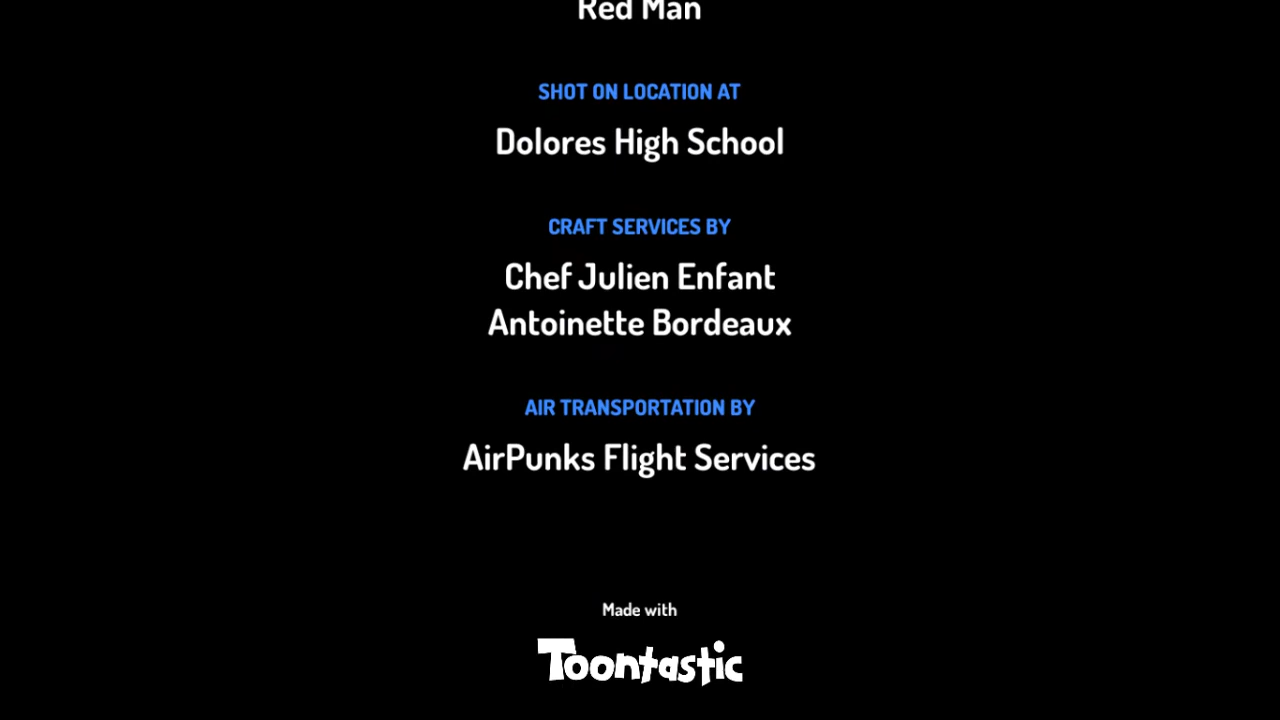 Red Man
SHOT ON LOCATION AT
Dolores High School
CRAFT SERVICES BY
Chef Julien Enfant
Antoinette Bordeaux
AIR TRANSPORTATION BY
AirPunks Flight Services
Made with
Toontastic